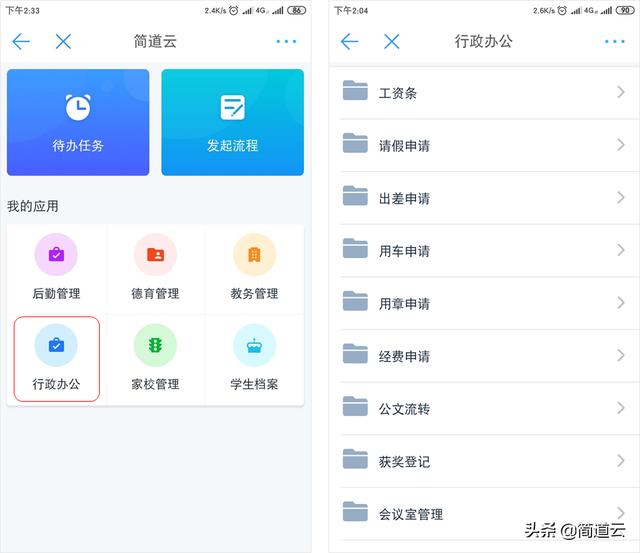 下午2:33
2.4K/s
4G
86
简道云
待办任务
发起流程
我的应用
后勤管理
德育管理
教务管理
行政办公
家校管理
学生档案
下午2:04
2.6K/s
4G
90
行政办公
工资条
请假申请
出差申请
用车申请
用章申请
经费申请
公文流转
获奖登记
会议室管理
头条 @简道云